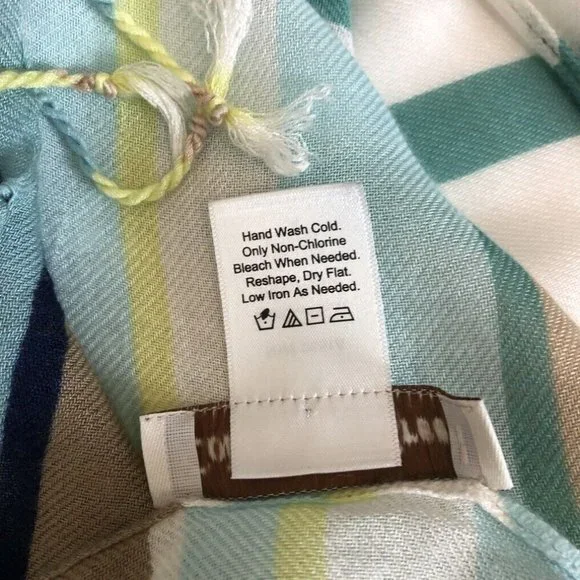 Hand Wash Cold.
Only Non-Chlorine
Bleach When Needed.
Reshape, Dry Flat.
Low Iron As Needed.